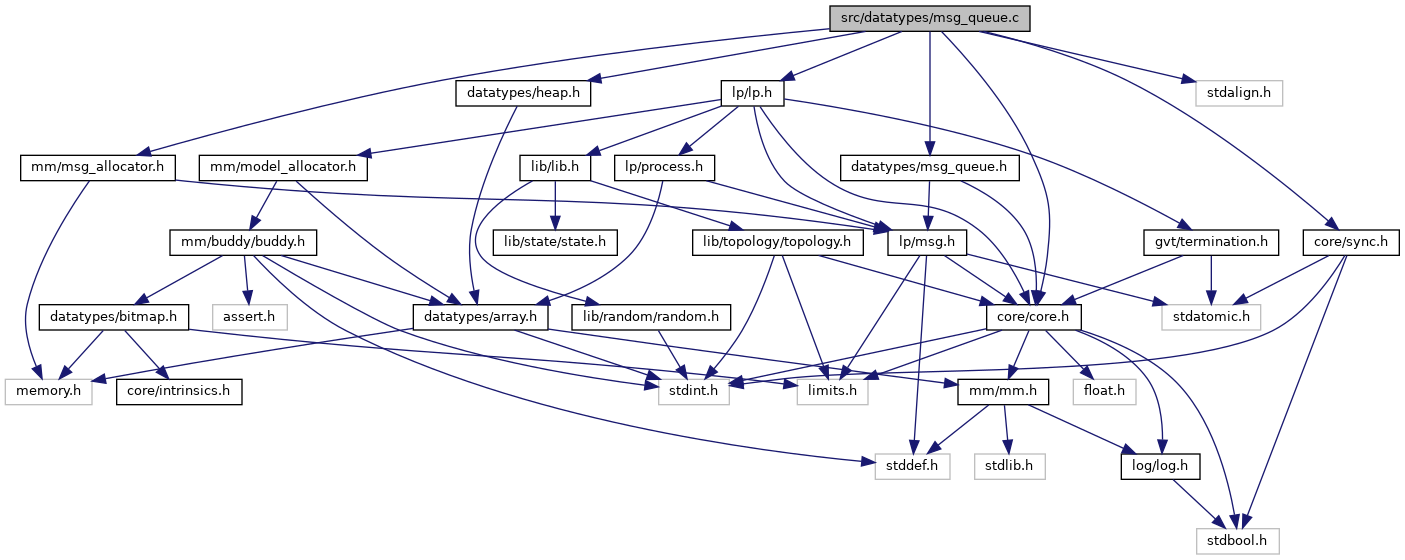 src/datatypes/msg_queue.c
datatypes/heap.h
lp/lp.h
stdalign.h
mm/msg_allocator.h
mm/model_allocator.h
lib/lib.h
lp/process.h
datatypes/msg_queue.h
mm/buddy/buddy.h
lib/state/state.h
lib/topology/topology.h
lp/msg.h
gvt/termination.h
core/sync.h
datatypes/bitmap.h
assert.h
datatypes/array.h
lib/random/random.h
core/core.h
stdatomic.h
memory.h
core/intrinsics.h
stdint.h
limits.h
mm/mm.h
float.h
stddef.h
stdlib.h
log/log.h
stdbool.h